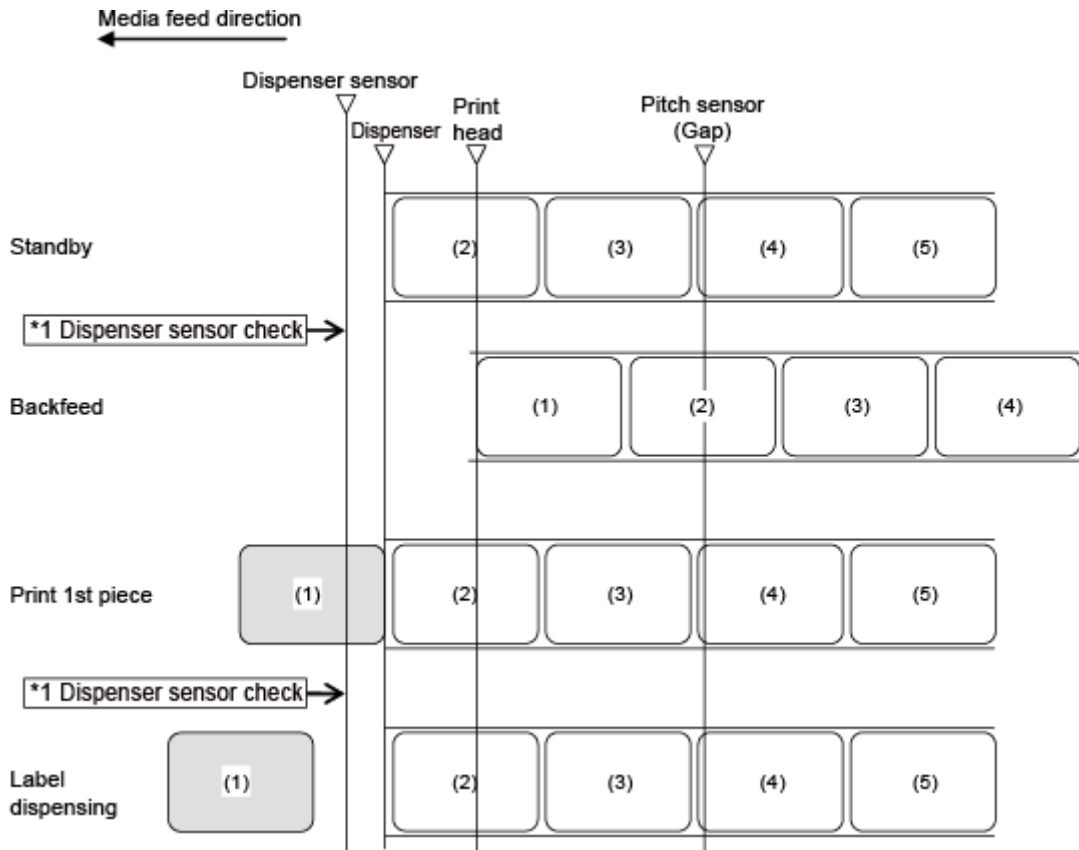 Media feed direction
Dispenser sensor
Dispenser
Print
head
Pitch sensor
(Gap)
Standby
(2)
(3)
(4)
(5)
*1 Dispenser sensor check
Backfeed
(1)
(2)
(3)
(4)
Print 1st piece
(1)
(2)
(3)
(4)
(5)
*1 Dispenser sensor check
Label
dispensing
(1)
(2)
(3)
(4)
(5)